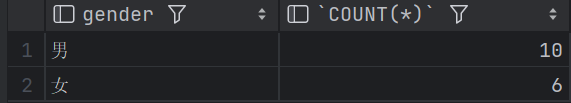 gender `COUNT(*)`
1 男 10
2 女 6